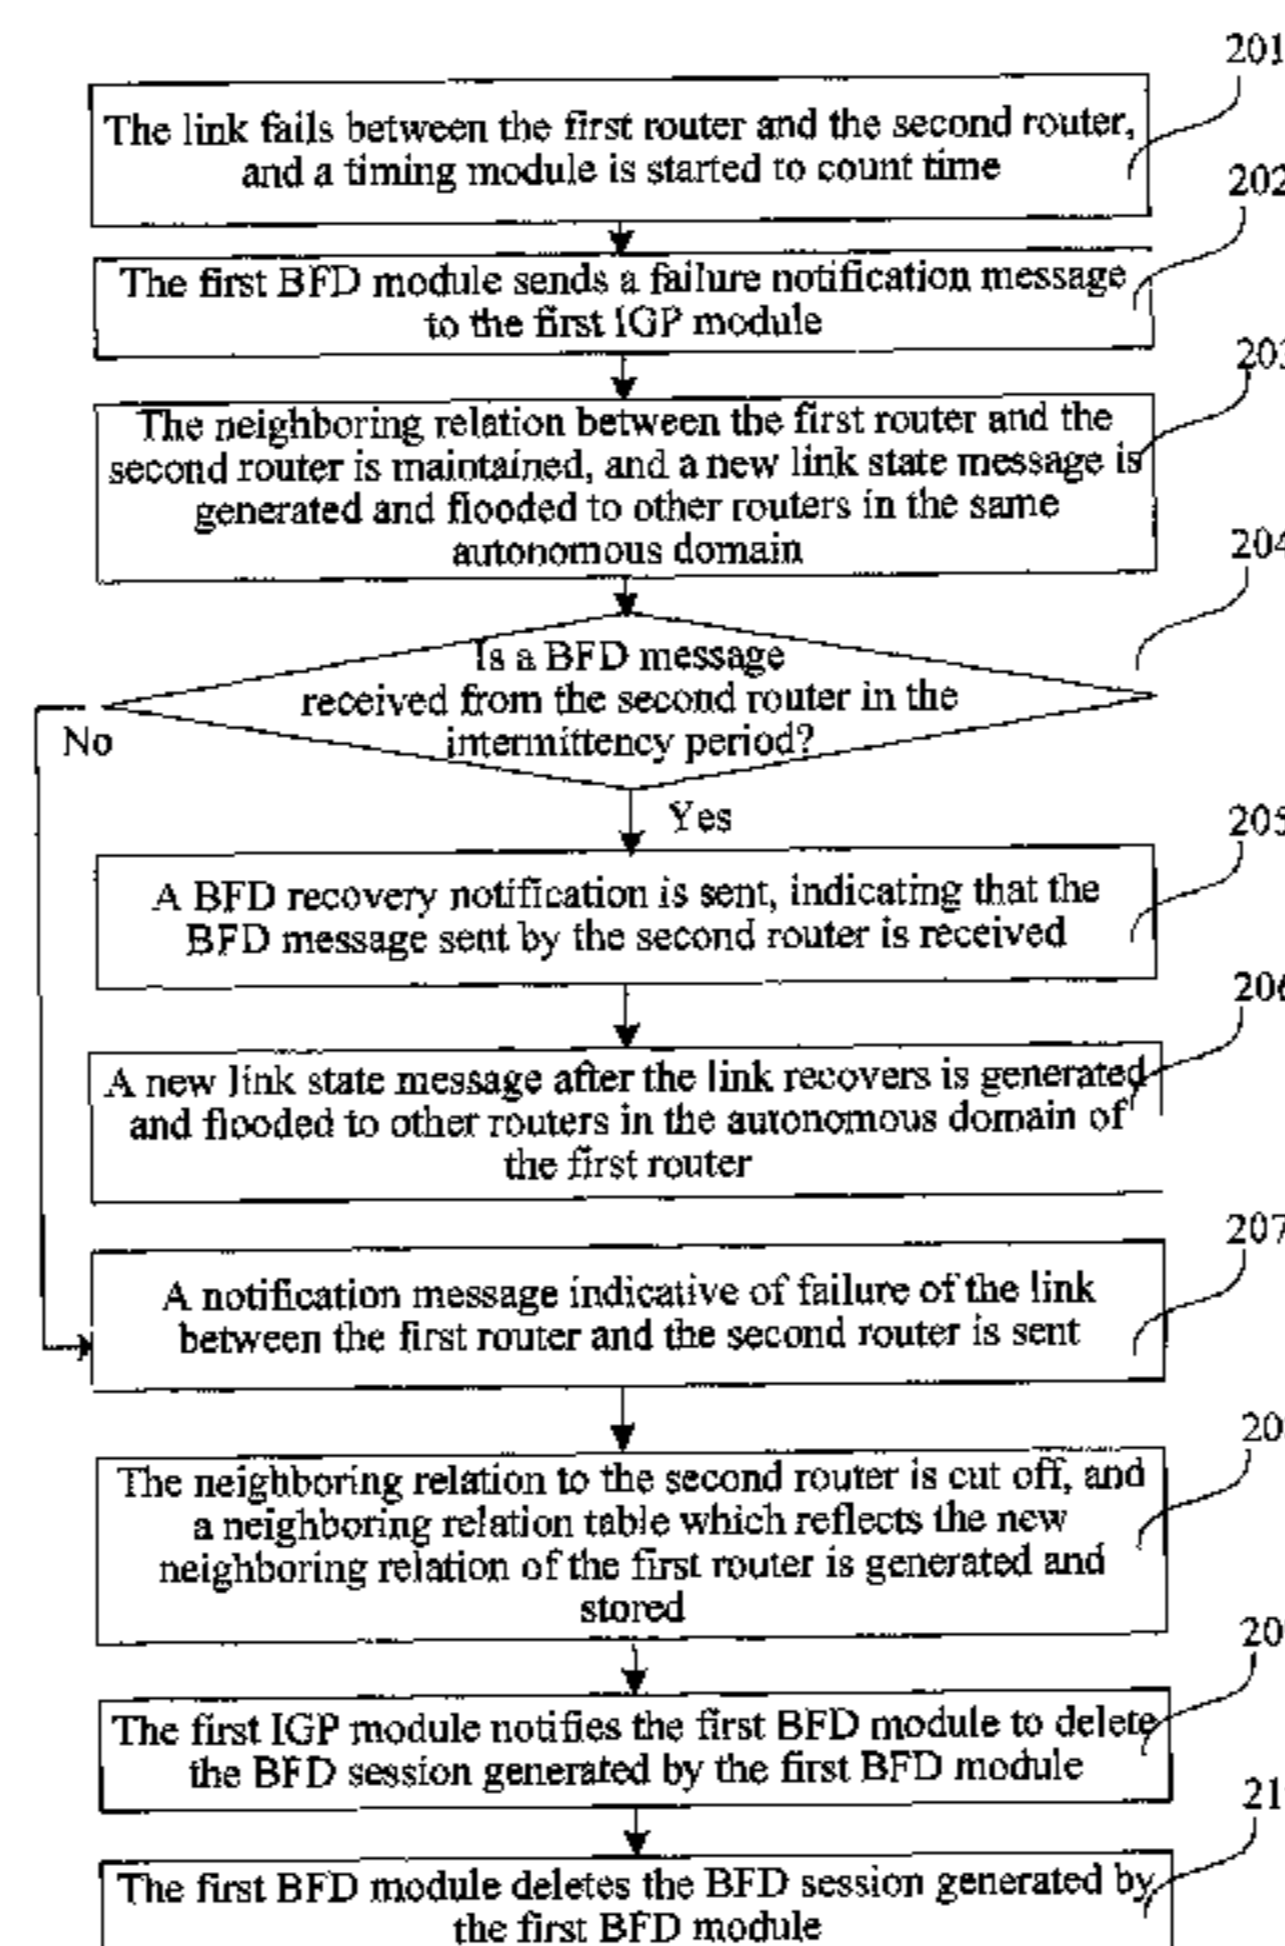 201
The link fails between the first router and the second router,
and a timing module is started to count time
202
The first BFD module sends a failure notification message
to the first IGP module
203
The neighboring relation between the first router and the
second router is maintained, and a new link state message is
generated and flooded to other routers in the same
autonomous domain
204
Is a BFD message
received from the second router in the
intermittency period?
No
Yes
205
A BFD recovery notification is sent, indicating that the
BFD message sent by the second router is received
206
A new link state message after the link recovers is generated
and flooded to other routers in the autonomous domain of
the first router
207
A notification message indicative of failure of the link
between the first router and the second router is sent
20
The neighboring relation to the second router is cut off, and
a neighboring relation table which reflects the new
neighboring relation of the first router is generated and
stored
20
The first IGP module notifies the first BFD module to delete
the BFD session generated by the first BFD module
21
The first BFD module deletes the BFD session generated by
the first BFD module